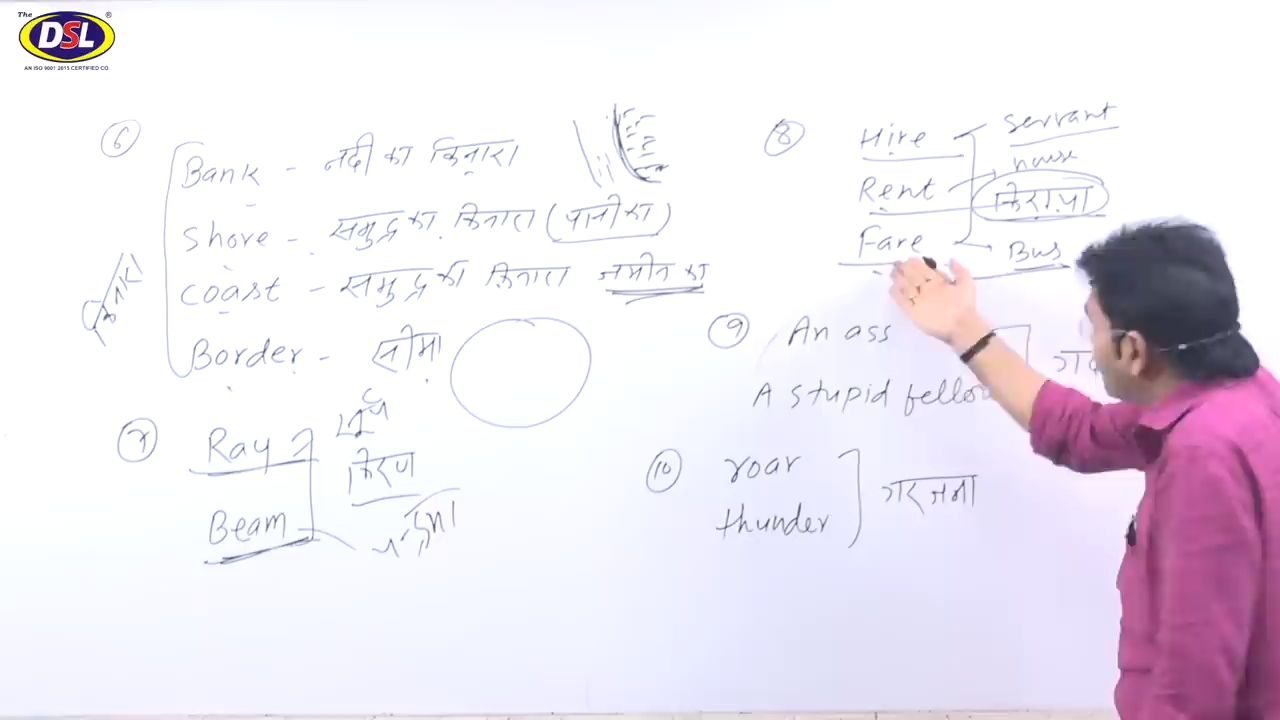 The
DSL
®
AN ISO 9001 2015 CERTIFIED CO
6
Bank - नदी का किनारा
Shore - समुद्र का किनारा (पानी का)
coast - समुद्र का किनारा जमीन का
Border - सीमा
किनारा
7
Ray
सूर्य
किरण
Beam
चंद्रमा
8
Hire
servant
Rent
house
किराया
Fare
Bus
9
An ass
A stupid fellow
10
roar
thunder
गरजना